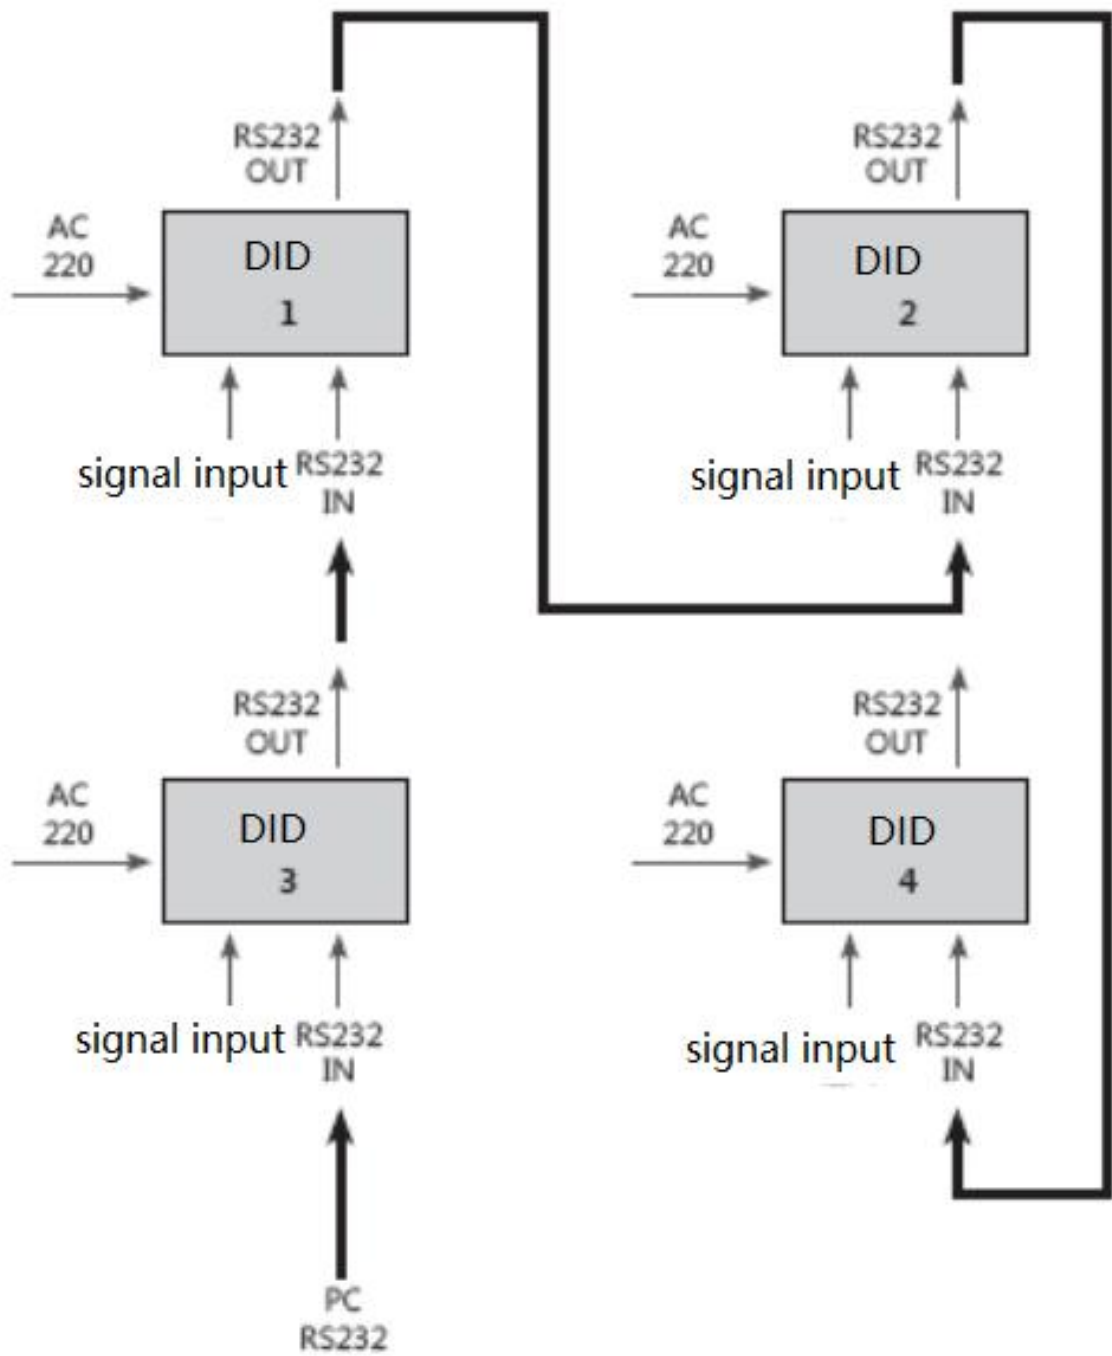 RS232
OUT
AC
220
DID
1
signal input
RS232
IN
RS232
OUT
AC
220
DID
2
signal input
RS232
IN
RS232
OUT
AC
220
DID
3
signal input
RS232
IN
PC
RS232
RS232
OUT
AC
220
DID
4
signal input
RS232
IN